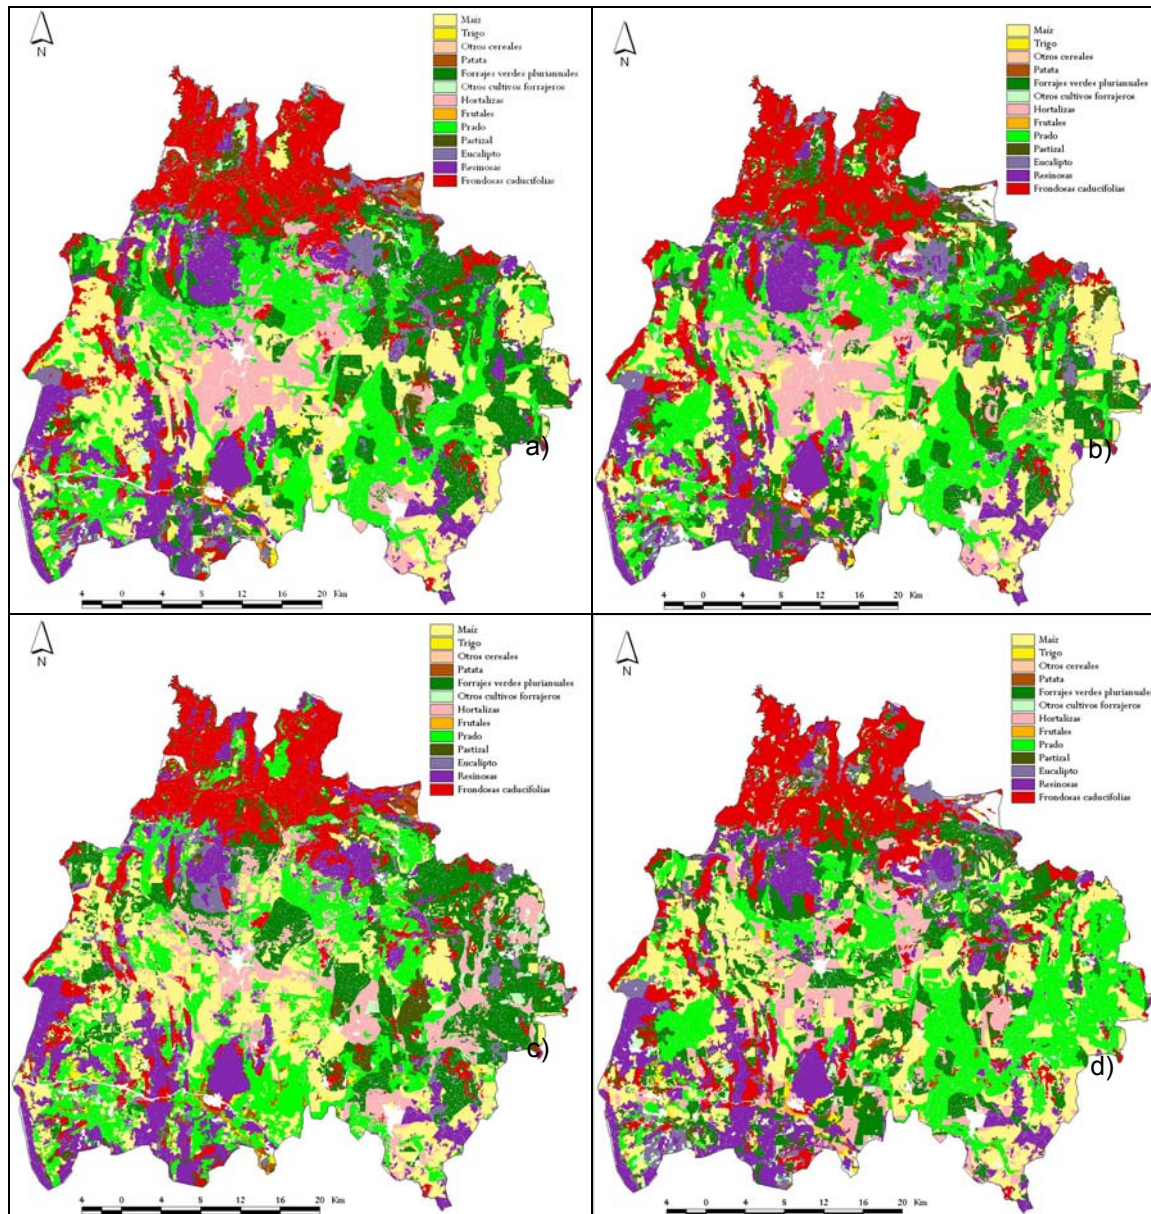 N
Maíz
Trigo
Otros cereales
Patata
Forrajes verdes plurianuales
Otros cultivos forrajeros
Hortalizas
Frutales
Prado
Pastizal
Eucalipto
Resinosas
Frondosas caducifolias
a)
4 0 4 8 12 16 20 Km
N
Maíz
Trigo
Otros cereales
Patata
Forrajes verdes plurianuales
Otros cultivos forrajeros
Hortalizas
Frutales
Prado
Pastizal
Eucalipto
Resinosas
Frondosas caducifolias
b)
4 0 4 8 12 16 20 Km
N
Maíz
Trigo
Otros cereales
Patata
Forrajes verdes plurianuales
Otros cultivos forrajeros
Hortalizas
Frutales
Prado
Pastizal
Eucalipto
Resinosas
Frondosas caducifolias
c)
4 0 4 8 12 16 20 Km
N
Maíz
Trigo
Otros cereales
Patata
Forrajes verdes plurianuales
Otros cultivos forrajeros
Hortalizas
Frutales
Prado
Pastizal
Eucalipto
Resinosas
Frondosas caducifolias
d)
4 0 4 8 12 16 20 Km